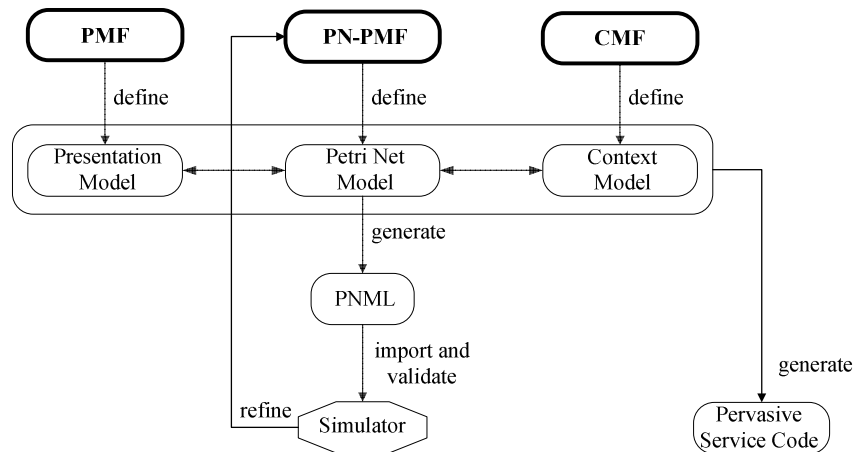 PMF
PN-PMF
CMF
define
define
define
Presentation
Model
Petri Net
Model
Context
Model
generate
PNML
import and
validate
generate
refine
Simulator
Pervasive
Service Code